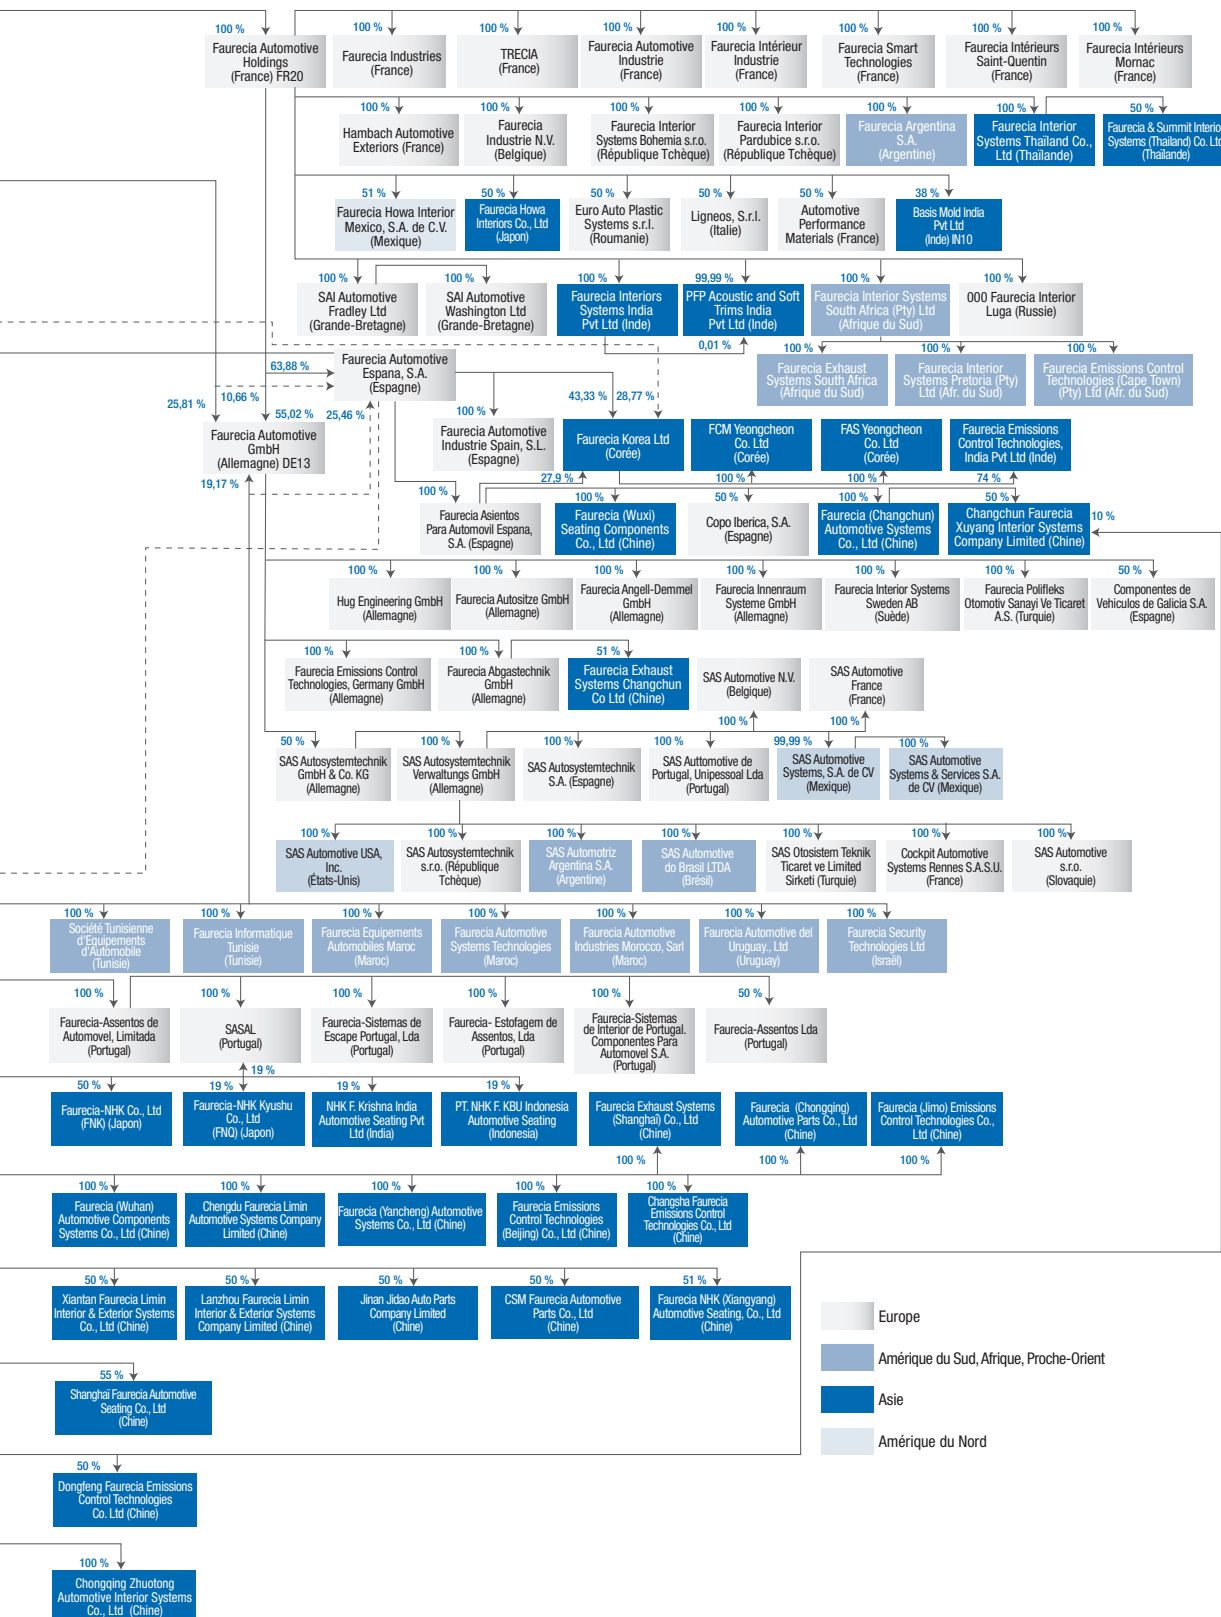 100 %
Faurecia Automotive
Holdings
(France) FR20
100 %
Faurecia Industries
(France)
100 %
TRECIA
(France)
100 %
Faurecia Automotive
Industrie
(France)
100 %
Faurecia Intérieur
Industrie
(France)
100 %
Faurecia Smart
Technologies
(France)
100 %
Faurecia Intérieurs
Saint-Quentin
(France)
100 %
Faurecia Intérieurs
Mornac
(France)
100 %
Hambach Automotive
Exteriors (France)
100 %
Faurecia
Industrie N.V.
(Belgique)
100 %
Faurecia Interior
Systems Bohemia s.r.o.
(République Tchèque)
100 %
Faurecia Interior
Pardubice s.r.o.
(République Tchèque)
100 %
Faurecia Argentina
S.A.
(Argentine)
100 %
Faurecia Interior
Systems Thaïland Co.,
Ltd (Thaïlande)
50 %
Faurecia & Summit Interior
Systems (Thailand) Co. Ltd
(Thaïlande)
51 %
Faurecia Howa Interior
Mexico, S.A. de C.V.
(Mexique)
50 %
Faurecia Howa
Interiors Co., Ltd
(Japon)
50 %
Euro Auto Plastic
Systems s.r.l.
(Roumanie)
50 %
Ligneos, S.r.l.
(Italie)
50 %
Automotive
Performance
Materials (France)
38 %
Basis Mold India
Pvt Ltd
(Inde) IN10
100 %
SAI Automotive
Fradley Ltd
(Grande-Bretagne)
100 %
SAI Automotive
Washington Ltd
(Grande-Bretagne)
100 %
Faurecia Interiors
Systems India
Pvt Ltd (Inde)
99,99 %
PFP Acoustic and Soft
Trims India
Pvt Ltd (Inde)
0,01 %
100 %
Faurecia Interior Systems
South Africa (Pty) Ltd
(Afrique du Sud)
100 %
000 Faurecia Interior
Luga (Russie)
100 %
Faurecia Exhaust
Systems South Africa
(Afrique du Sud)
100 %
Faurecia Interior
Systems Pretoria (Pty)
Ltd (Afr. du Sud)
100 %
Faurecia Emissions Control
Technologies (Cape Town)
(Pty) Ltd (Afr. du Sud)
63,88 %
Faurecia Automotive
Espana, S.A.
(Espagne)
10,66 %
25,81 %
55,02 %
25,46 %
Faurecia Automotive
GmbH
(Allemagne) DE13
19,17 %
100 %
Faurecia Automotive
Industrie Spain, S.L.
(Espagne)
43,33 %
28,77 %
Faurecia Korea Ltd
(Corée)
27,9 %
FCM Yeongcheon
Co. Ltd
(Corée)
100 %
FAS Yeongcheon
Co. Ltd
(Corée)
100 %
Faurecia Emissions
Control Technologies,
India Pvt Ltd (Inde)
74 %
100 %
Faurecia Asientos
Para Automovil Espana,
S.A. (Espagne)
100 %
Faurecia (Wuxi)
Seating Components
Co., Ltd (Chine)
50 %
Copo Iberica, S.A.
(Espagne)
100 %
Faurecia (Changchun)
Automotive Systems
Co., Ltd (Chine)
50 %
Changchun Faurecia
Xuyang Interior Systems
Company Limited (Chine)
10 %
100 %
Hug Engineering GmbH
(Allemagne)
100 %
Faurecia Autositze GmbH
(Allemagne)
100 %
Faurecia Angell-Demmel
GmbH
(Allemagne)
100 %
Faurecia Innenraum
Systeme GmbH
(Allemagne)
100 %
Faurecia Interior Systems
Sweden AB
(Suède)
100 %
Faurecia Polifleks
Otomotiv Sanayi Ve Ticaret
A.S. (Turquie)
50 %
Componentes de
Vehiculos de Galicia S.A.
(Espagne)
100 %
Faurecia Emissions Control
Technologies, Germany GmbH
(Allemagne)
100 %
Faurecia Abgastechnik
GmbH
(Allemagne)
51 %
Faurecia Exhaust
Systems Changchun
Co Ltd (Chine)
SAS Automotive N.V.
(Belgique)
100 %
SAS Automotive
France
(France)
100 %
50 %
SAS Autosystemtechnik
GmbH & Co. KG
(Allemagne)
100 %
SAS Autosystemtechnik
Verwaltungs GmbH
(Allemagne)
100 %
SAS Autosystemtechnik
S.A. (Espagne)
100 %
SAS Automotive de
Portugal, Unipessoal Lda
(Portugal)
99,99 %
SAS Automotive
Systems, S.A. de CV
(Mexique)
100 %
SAS Automotive
Systems & Services S.A.
de CV (Mexique)
100 %
SAS Automotive USA,
Inc.
(États-Unis)
100 %
SAS Autosystemtechnik
s.r.o. (République
Tchèque)
100 %
SAS Automotriz
Argentina S.A.
(Argentine)
100 %
SAS Automotive
do Brasil LTDA
(Brésil)
100 %
SAS Otosistem Teknik
Ticaret ve Limited
Sirketi (Turquie)
100 %
Cockpit Automotive
Systems Rennes S.A.S.U.
(France)
100 %
SAS Automotive
s.r.o.
(Slovaquie)
100 %
Société Tunisienne
d'Equipements
d'Automobile
(Tunisie)
100 %
Faurecia Informatique
Tunisie
(Tunisie)
100 %
Faurecia Equipements
Automobiles Maroc
(Maroc)
100 %
Faurecia Automotive
Systems Technologies
(Maroc)
100 %
Faurecia Automotive
Industries Morocco, Sarl
(Maroc)
100 %
Faurecia Automotive del
Uruguay., Ltd
(Uruguay)
100 %
Faurecia Security
Technologies Ltd
(Israël)
100 %
Faurecia-Assentos de
Automovel, Limitada
(Portugal)
100 %
SASAL
(Portugal)
19 %
100 %
Faurecia-Sistemas de
Escape Portugal, Lda
(Portugal)
100 %
Faurecia- Estofagem de
Assentos, Lda
(Portugal)
100 %
Faurecia-Sistemas
de Interior de Portugal.
Componentes Para
Automovel S.A.
(Portugal)
50 %
Faurecia-Assentos Lda
(Portugal)
50 %
Faurecia-NHK Co., Ltd
(FNK) (Japon)
19 %
Faurecia-NHK Kyushu
Co., Ltd
(FNQ) (Japon)
19 %
NHK F. Krishna India
Automotive Seating Pvt
Ltd (India)
19 %
PT. NHK F. KBU Indonesia
Automotive Seating
(Indonesia)
Faurecia Exhaust Systems
(Shanghai) Co., Ltd
(Chine)
100 %
Faurecia (Chongqing)
Automotive Parts Co., Ltd
(Chine)
100 %
Faurecia (Jimo) Emissions
Control Technologies Co.,
Ltd (Chine)
100 %
100 %
Faurecia (Wuhan)
Automotive Components
Systems Co., Ltd (Chine)
100 %
Chengdu Faurecia Limin
Automotive Systems Company
Limited (Chine)
100 %
Faurecia (Yancheng) Automotive
Systems Co., Ltd (Chine)
100 %
Faurecia Emissions
Control Technologies
(Beijing) Co., Ltd (Chine)
100 %
Changsha Faurecia
Emissions Control
Technologies Co., Ltd
(Chine)
50 %
Xiantan Faurecia Limin
Interior & Exterior Systems
Co., Ltd (Chine)
50 %
Lanzhou Faurecia Limin
Interior & Exterior Systems
Company Limited (Chine)
50 %
Jinan Jidao Auto Parts
Company Limited
(Chine)
50 %
CSM Faurecia Automotive
Parts Co., Ltd
(Chine)
51 %
Faurecia NHK (Xiangyang)
Automotive Seating, Co., Ltd
(Chine)
55 %
Shanghaï Faurecia Automotive
Seating Co., Ltd
(Chine)
50 %
Dongfeng Faurecia Emissions
Control Technologies
Co. Ltd (Chine)
100 %
Chongqing Zhuotong
Automotive Interior Systems
Co., Ltd (Chine)
Europe
Amérique du Sud, Afrique, Proche-Orient
Asie
Amérique du Nord